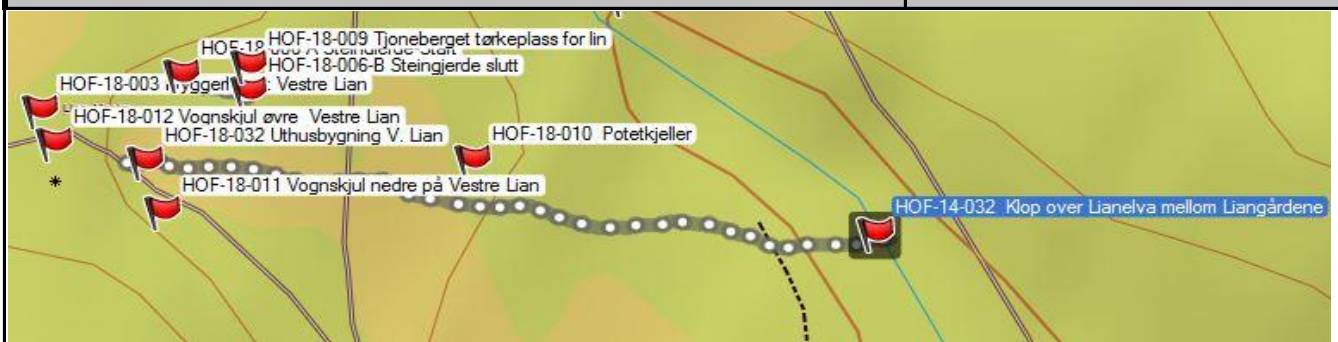 HOF-18-009 Tjoneberget tørkeplass for lin
HOF-18-006-B Steingjerde slutt
HOF-18-003 : Vestre Lian
HOF-18-012 Vognskjul øvre Vestre Lian
HOF-18-032 Uthusbygning V. Lian
HOF-18-010 Potetkjeller
HOF-18-011 Vognskjul nedre på Vestre Lian
HOF-14-032 Klop over Lianelva mellom Liangårdene